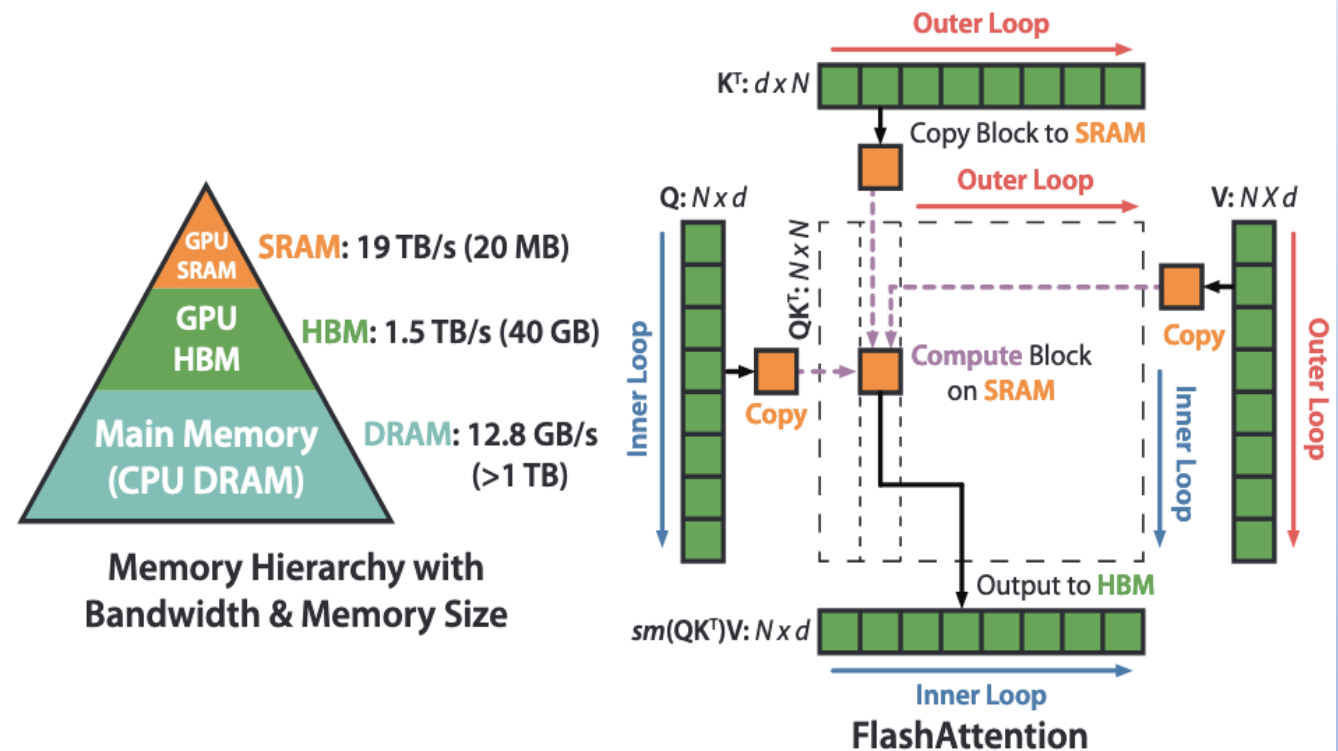 GPU
SRAM
SRAM: 19 TB/s (20 MB)
GPU
HBM
HBM: 1.5 TB/s (40 GB)
Main Memory
(CPU DRAM)
DRAM: 12.8 GB/s
(>1 TB)
Memory Hierarchy with
Bandwidth & Memory Size
Outer Loop
Kᵀ: d x N
Copy Block to SRAM
Outer Loop
Q: N x d
V: N X d
QKᵀ: N x N
Inner Loop
Copy
Compute Block
on SRAM
Copy
Inner Loop
Outer Loop
Output to HBM
sm(QKᵀ)V: N x d
Inner Loop
FlashAttention